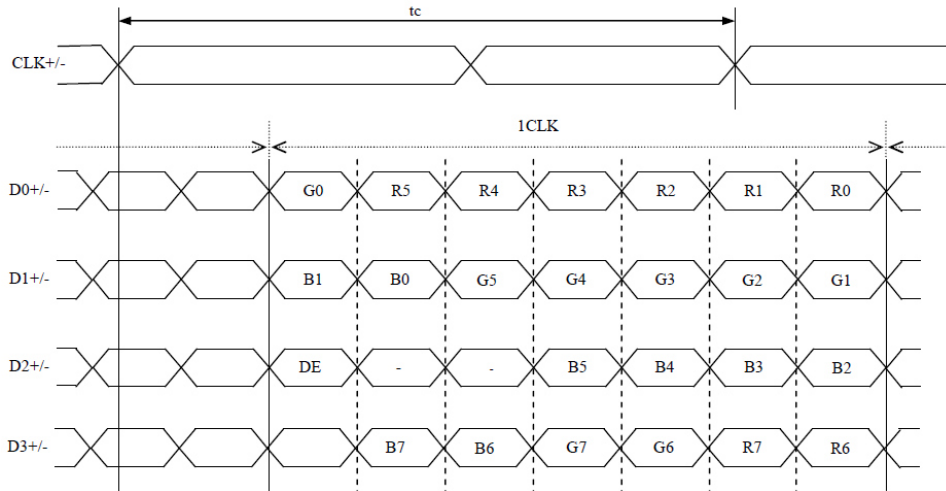 tc
CLK+/-
1CLK
D0+/- G0 R5 R4 R3 R2 R1 R0
D1+/- B1 B0 G5 G4 G3 G2 G1
D2+/- DE - - B5 B4 B3 B2
D3+/- B7 B6 G7 G6 R7 R6